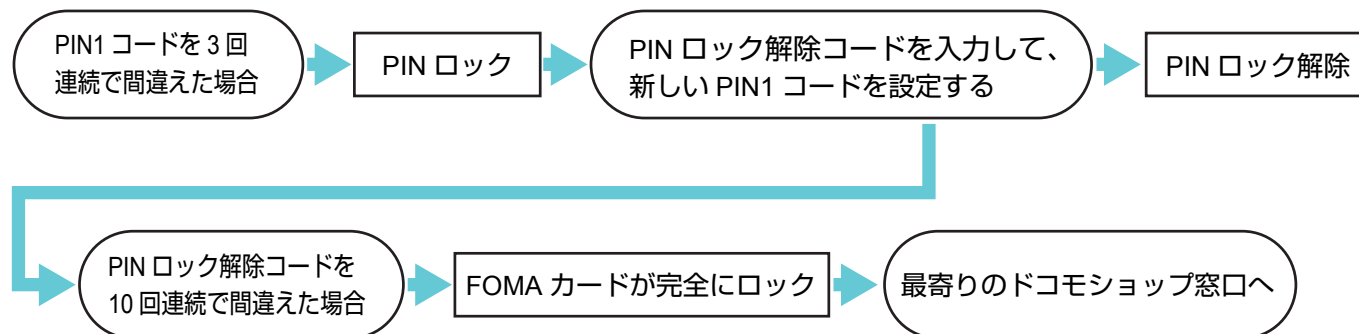 PIN1 コードを 3 回
連続で間違えた場合
PIN ロック
PIN ロック解除コードを入力して、
新しい PIN1 コードを設定する
PIN ロック解除
PIN ロック解除コードを
10 回連続で間違えた場合
FOMA カードが完全にロック
最寄りのドコモショップ窓口へ